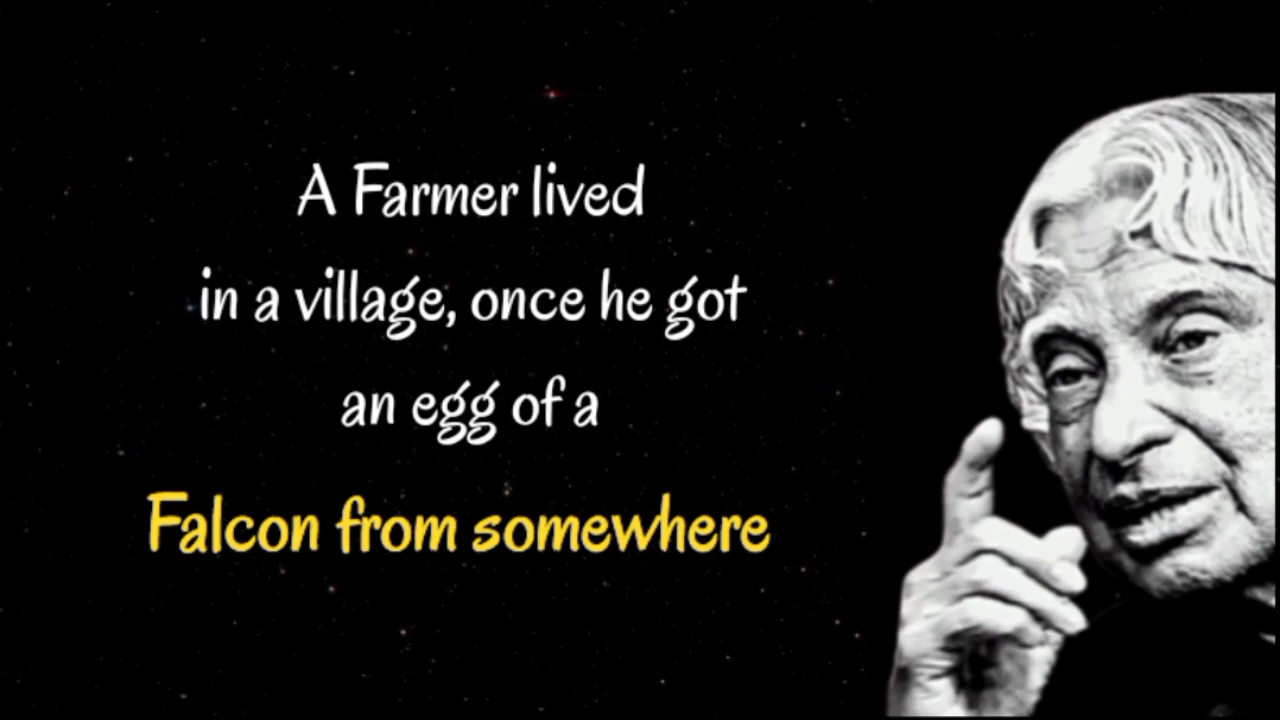 A Farmer lived
in a village, once he got
an egg of a
Falcon from somewhere